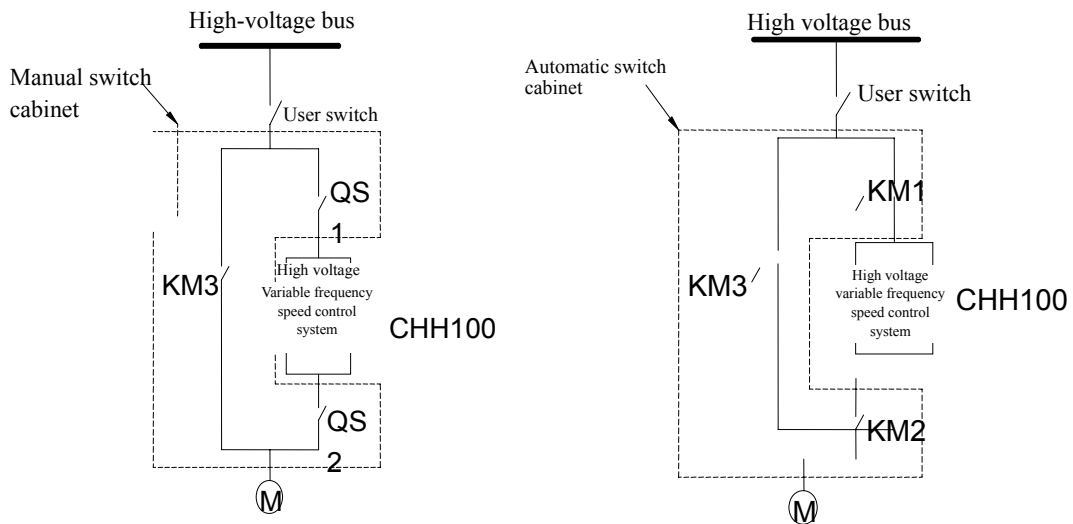 High-voltage bus
Manual switch
cabinet
User switch
QS
1
KM3
High voltage
Variable frequency
speed control
system
CHH100
QS
2
M
High voltage bus
Automatic switch
cabinet
User switch
KM1
KM3
High voltage
variable frequency
speed control
system
CHH100
KM2
M